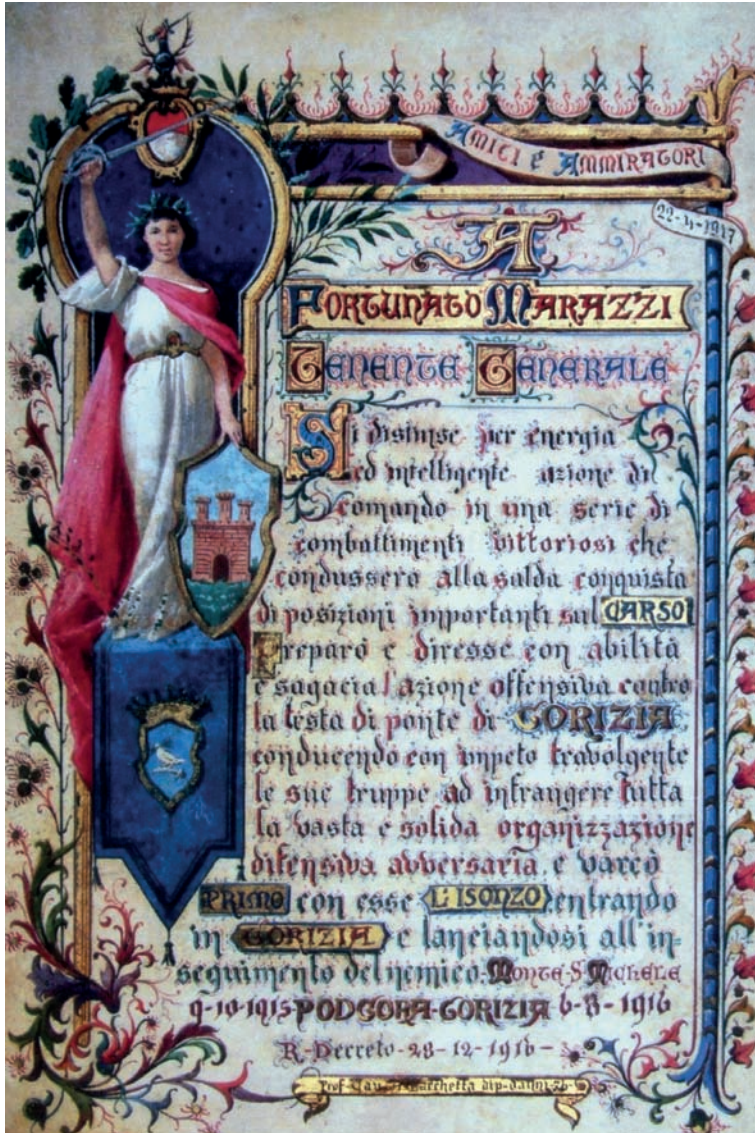 AMICI E AMMIRATORI
22-4-1917
A
FORTUNATO MARAZZI
TENENTE GENERALE
Si distinse per energia
ed intelligente azione di
comando in una serie di
combattimenti vittoriosi che
condussero alla salda conquista
di posizioni importanti sul CARSO
Preparò e diresse con abilità
e sagacia l'azione offensiva contro
la testa di ponte di GORIZIA
conducendo con impeto travolgente
le sue truppe ad infrangere tutta
la vasta e solida organizzazione
difensiva avversaria, e varcò
PRIMO con esse L'ISONZO, entrando
in GORIZIA e lanciandosi all'in-
seguimento del nemico. MONTE S. MICHELE
9-10-1915 PODGORA-GORIZIA 6-8-1916
R. Decreto-28-12-1916-
Prof. Cav. Bacchetta dip.